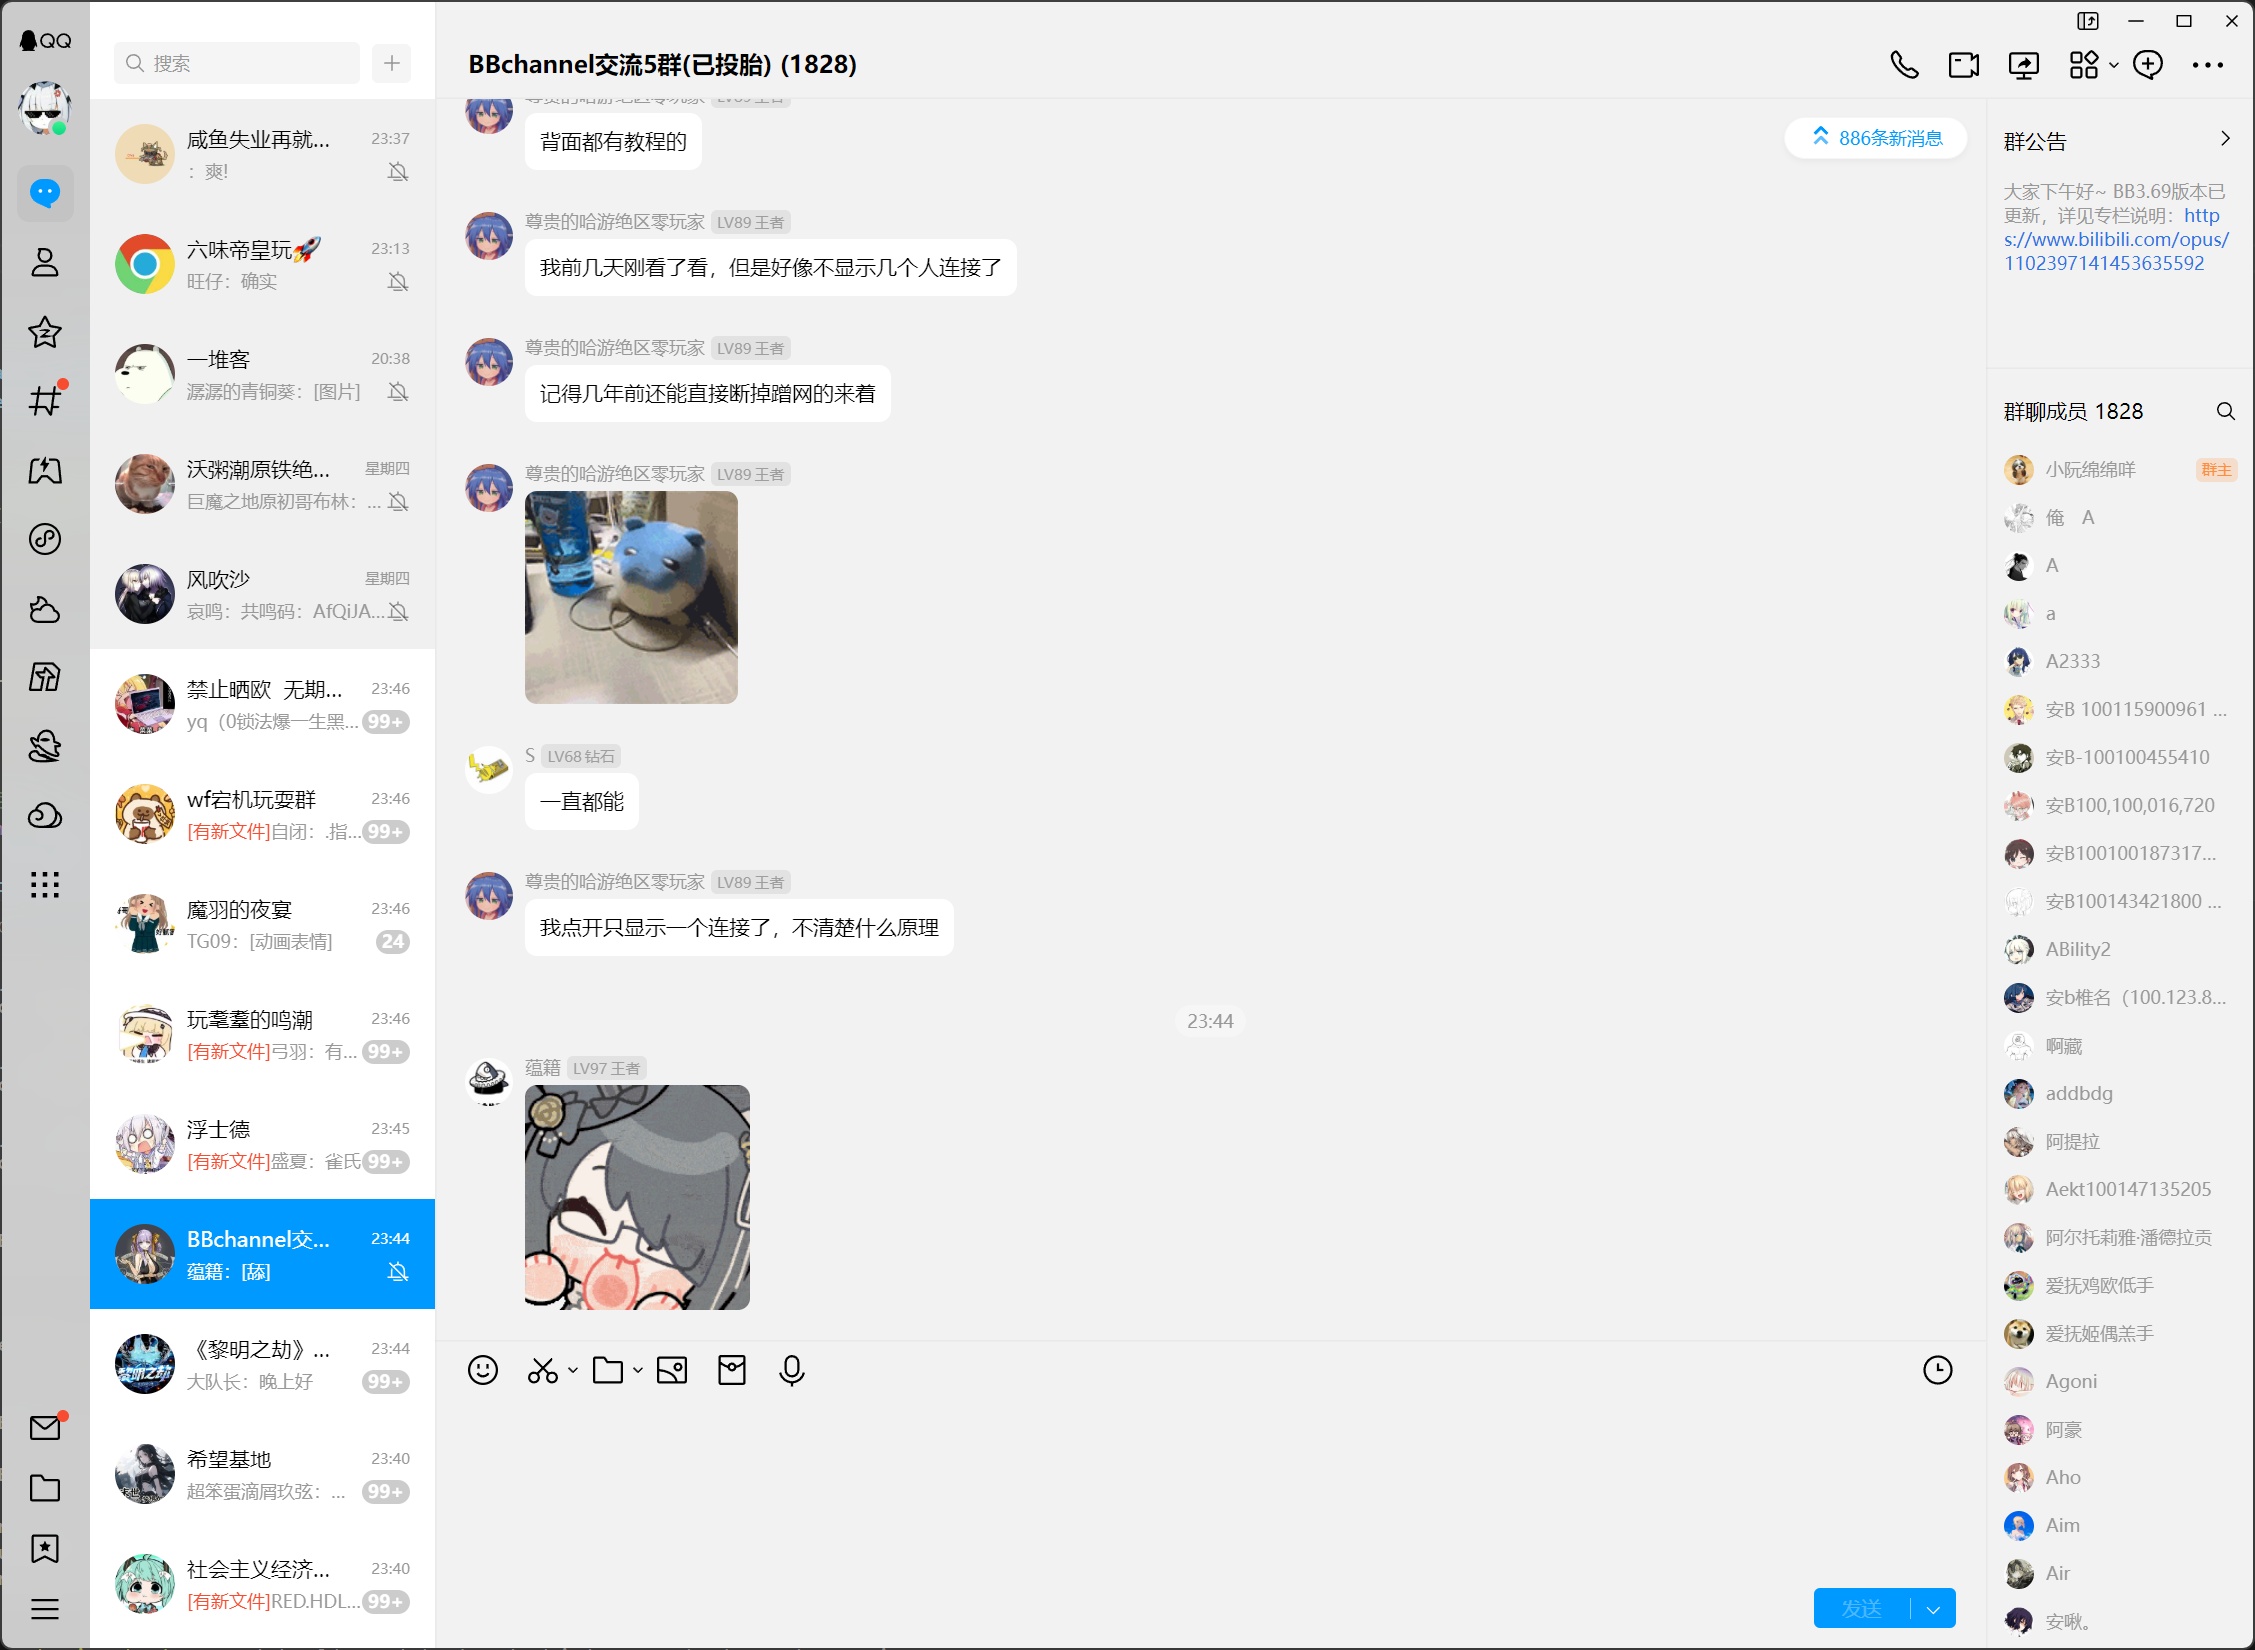 QQ
搜索
咸鱼失业再就... 23:37
：爽!
六味帝皇玩🚀 23:13
旺仔：确实
一堆客 20:38
潺潺的青铜葵：[图片]
沃粥潮原铁绝... 星期四
巨魔之地原初哥布林：...
风吹沙 星期四
哀鸣：共鸣码：AfQiJA...
禁止晒欧 无期... 23:46
yq（0锁法爆一生黑... 99+
wf宕机玩耍群 23:46
[有新文件]自闭：.指... 99+
魔羽的夜宴 23:46
TG09：[动画表情] 24
玩耄耋的鸣潮 23:46
[有新文件]弓羽：有... 99+
浮士德 23:45
[有新文件]盛夏：雀氏 99+
BBchannel交... 23:44
蕴籍：[舔]
《黎明之劫》... 23:44
大队长：晚上好 99+
希望基地 23:40
超笨蛋滴屑玖弦：... 99+
社会主义经济... 23:40
[有新文件]RED.HDL... 99+
BBchannel交流5群(已投胎) (1828)
尊贵的哈游绝区零玩家 LV89 王者
背面都有教程的
886条新消息
尊贵的哈游绝区零玩家 LV89 王者
我前几天刚看了看，但是好像不显示几个人连接了
尊贵的哈游绝区零玩家 LV89 王者
记得几年前还能直接断掉蹭网的来着
尊贵的哈游绝区零玩家 LV89 王者
S LV68 钻石
一直都能
尊贵的哈游绝区零玩家 LV89 王者
我点开只显示一个连接了，不清楚什么原理
23:44
蕴籍 LV97 王者
发送
群公告
大家下午好~ BB3.69版本已
更新，详见专栏说明：http
s://www.bilibili.com/opus/
1102397141453635592
群聊成员 1828
小阮绵绵咩 群主
俺 A
A
a
A2333
安B 100115900961 ...
安B-100100455410
安B100,100,016,720
安B100100187317...
安B100143421800 ...
ABility2
安b椎名（100.123.8...
啊藏
addbdg
阿提拉
Aekt100147135205
阿尔托莉雅·潘德拉贡
爱抚鸡欧低手
爱抚姬偶羔手
Agoni
阿豪
Aho
Aim
Air
安啾。